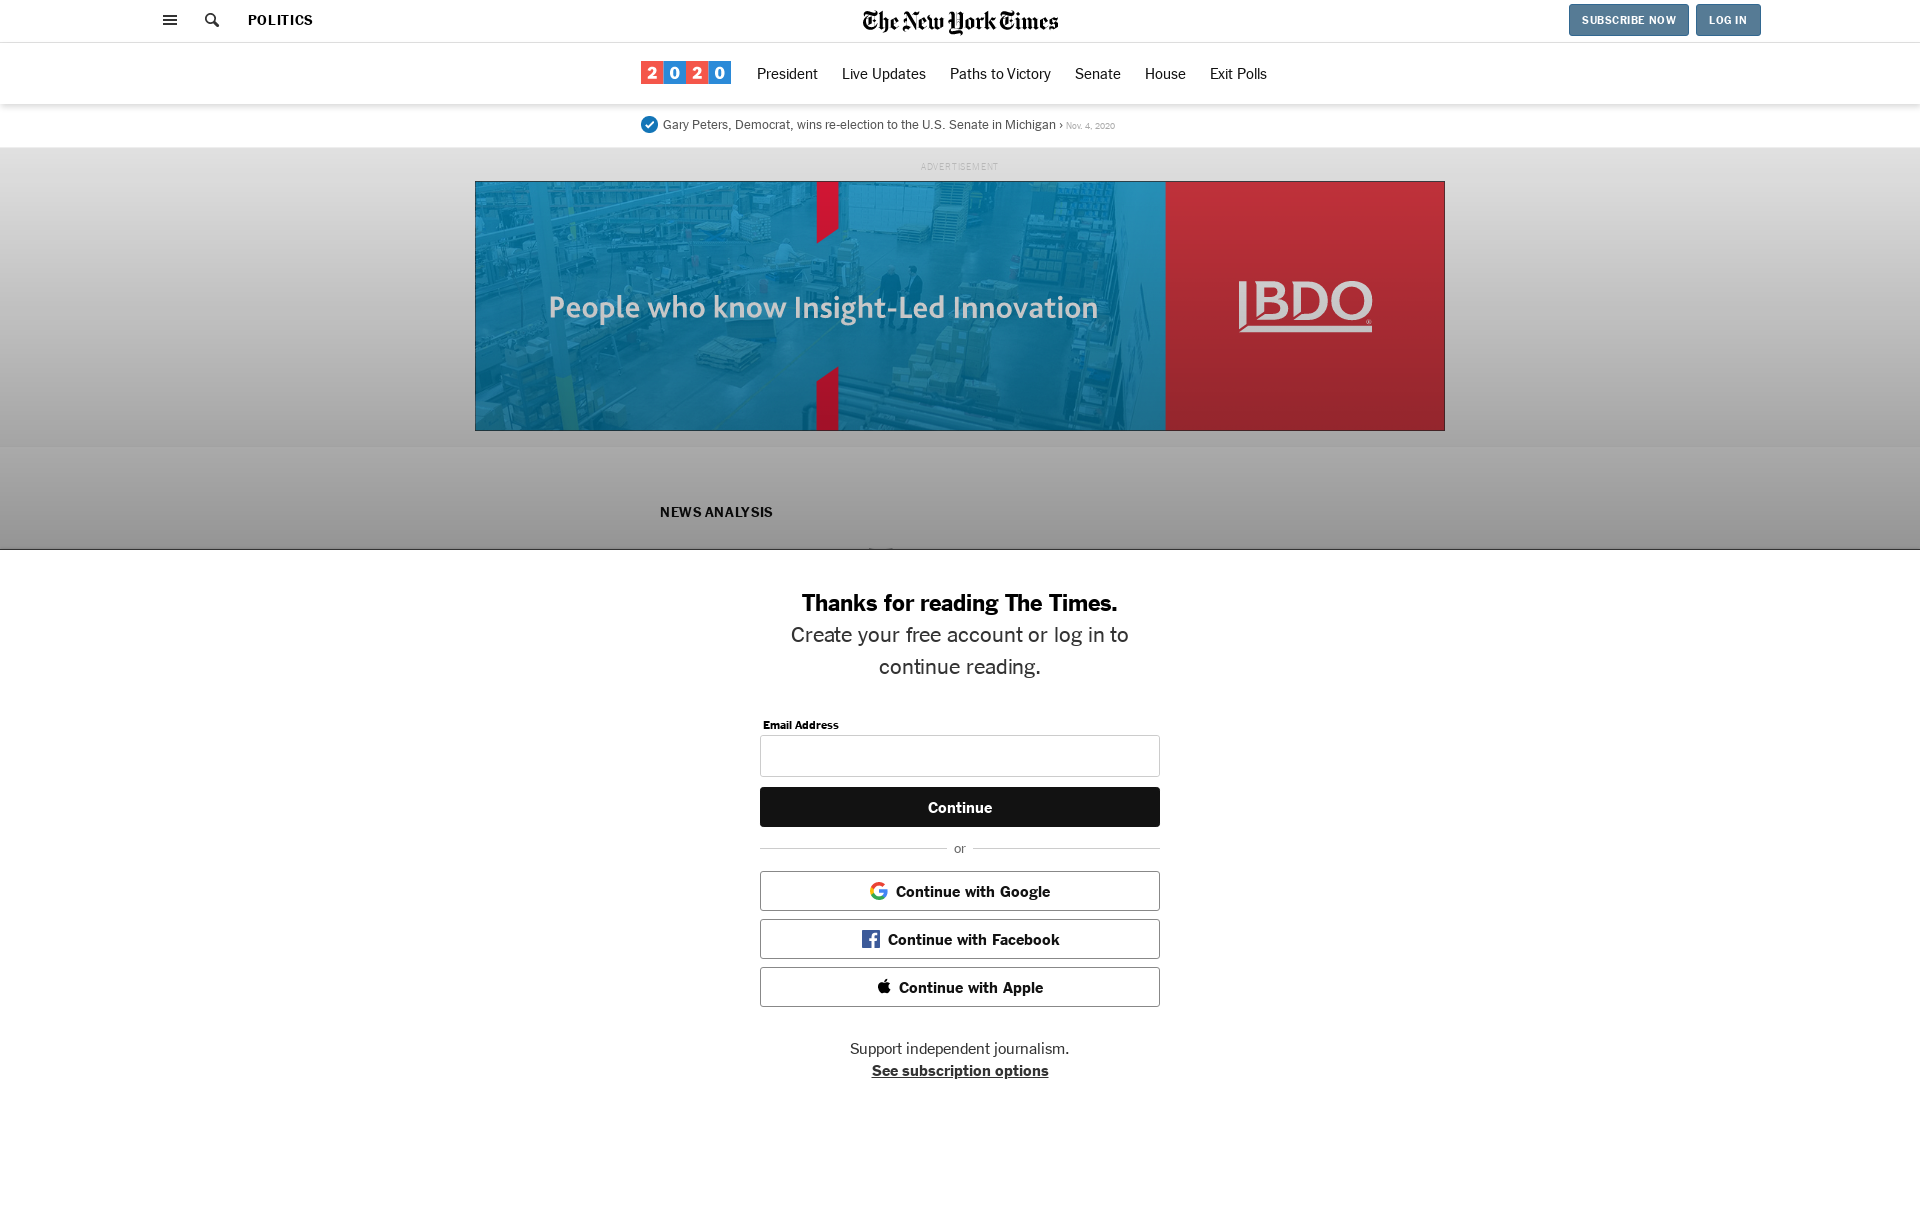 POLITICS
The New York Times
SUBSCRIBE NOW
LOG IN
2020
President
Live Updates
Paths to Victory
Senate
House
Exit Polls
Gary Peters, Democrat, wins re-election to the U.S. Senate in Michigan › Nov. 4, 2020
ADVERTISEMENT
People who know Insight-Led Innovation
BDO®
NEWS ANALYSIS
Thanks for reading The Times.
Create your free account or log in to
continue reading.
Email Address
Continue
or
Continue with Google
Continue with Facebook
Continue with Apple
Support independent journalism.
See subscription options